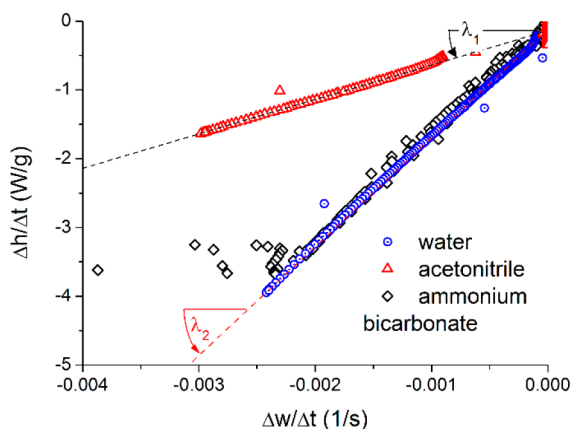 0
-1
-2
-3
-4
-5
Δh/Δt (W/g)
λ1
λ2
water
acetonitrile
ammonium
bicarbonate
-0.004 -0.003 -0.002 -0.001 0.000
Δw/Δt (1/s)